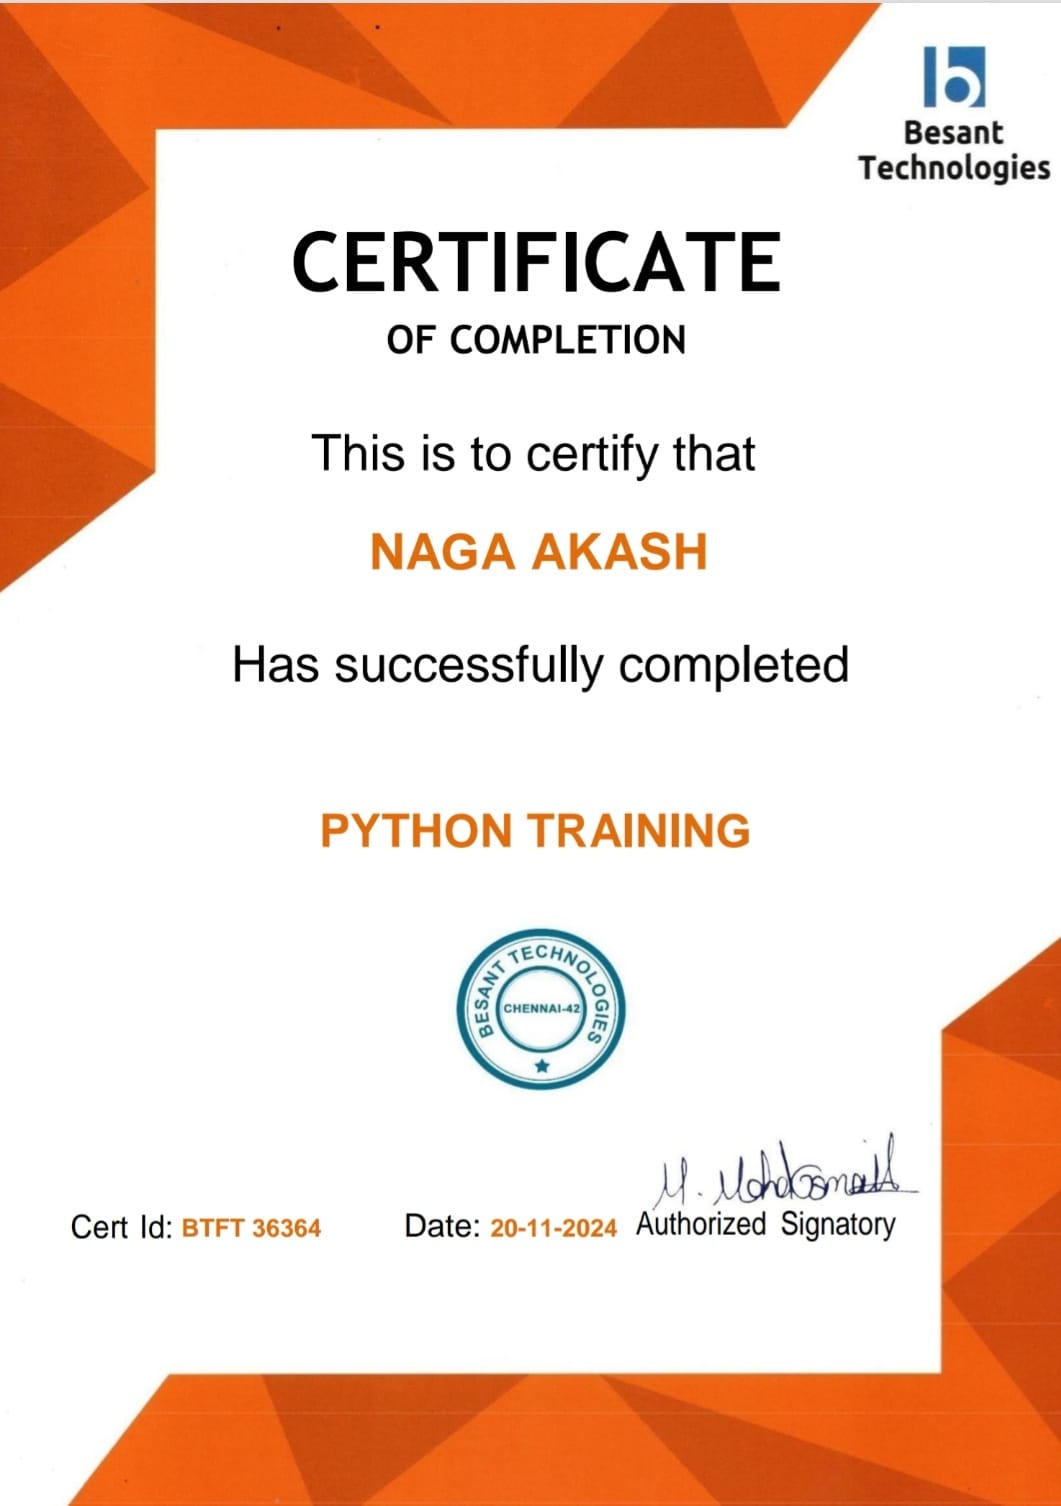 Besant
Technologies
CERTIFICATE
OF COMPLETION
This is to certify that
NAGA AKASH
Has successfully completed
PYTHON TRAINING
BESANT TECHNOLOGIES
CHENNAI-42
Cert Id: BTFT 36364 Date: 20-11-2024 Authorized Signatory